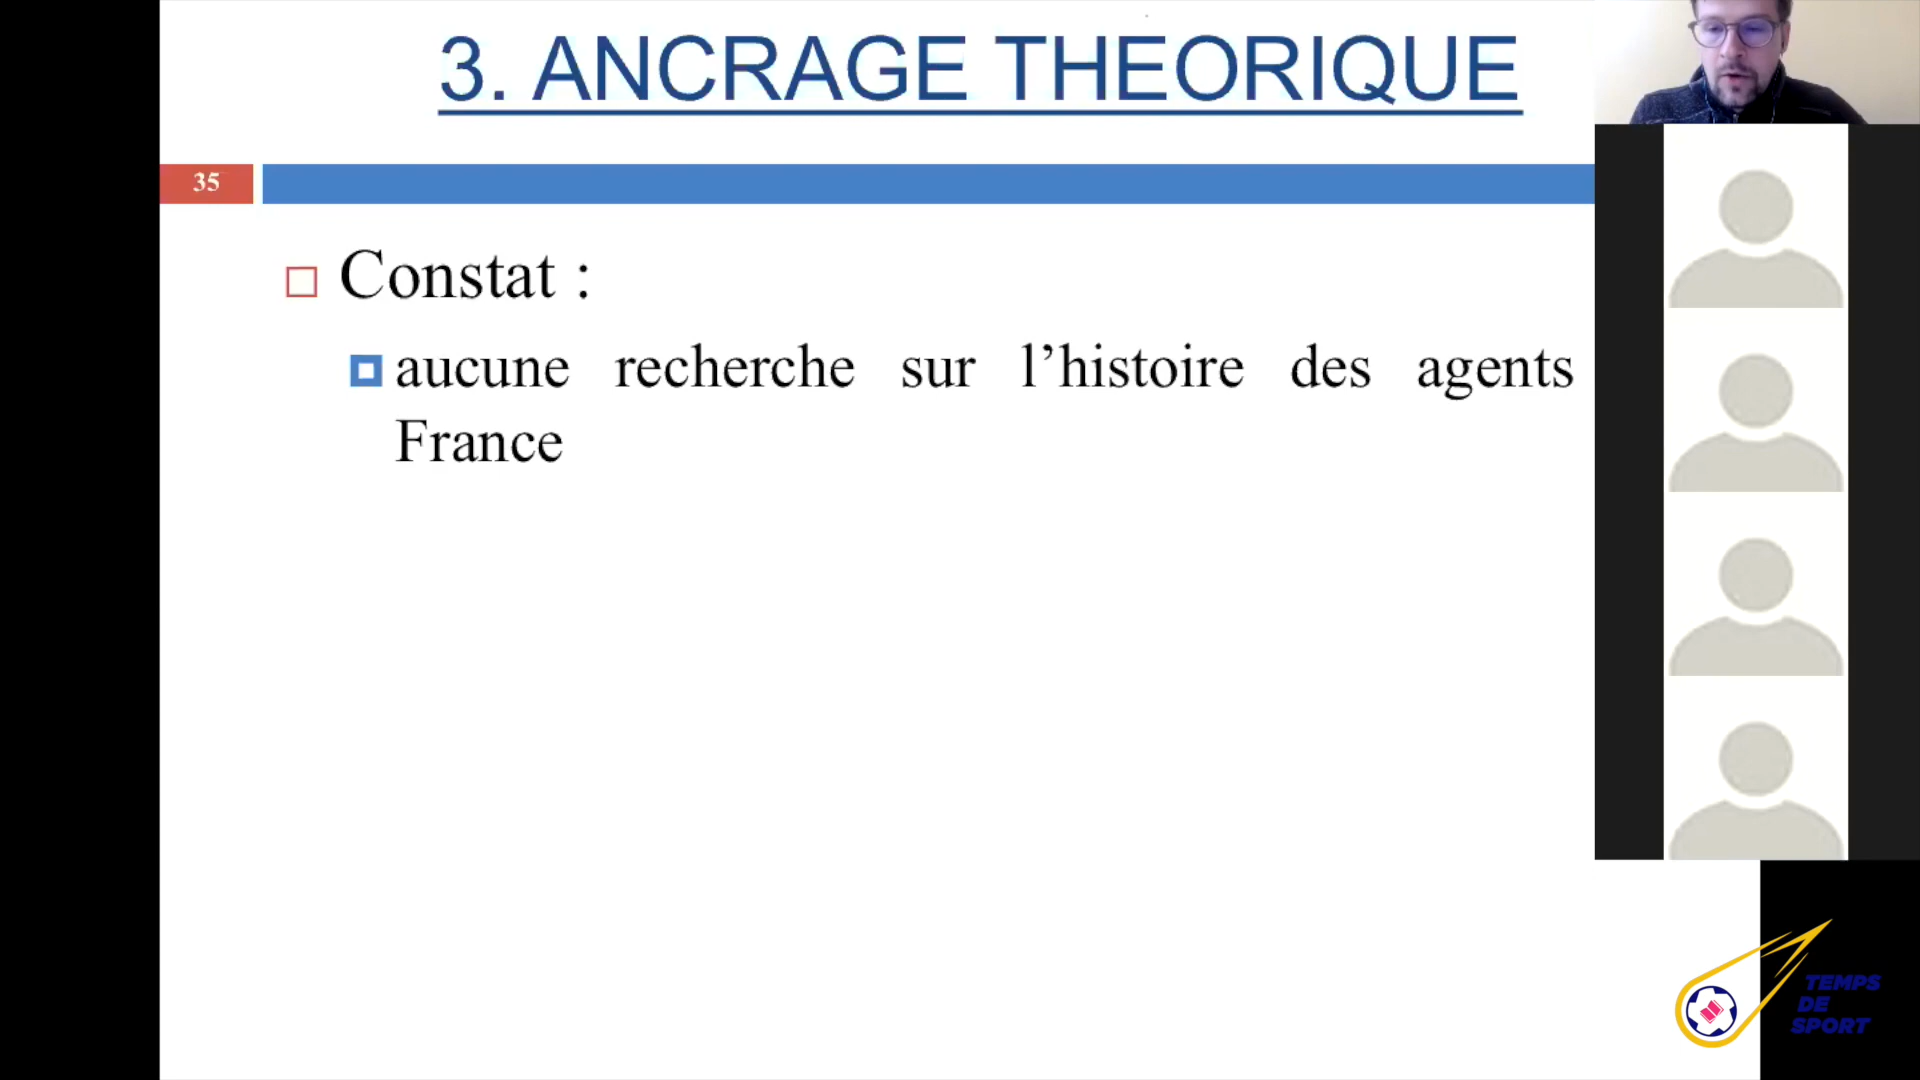 3. ANCRAGE THEORIQUE
35
Constat :
aucune recherche sur l’histoire des agents
France
TEMPS
DE
SPORT